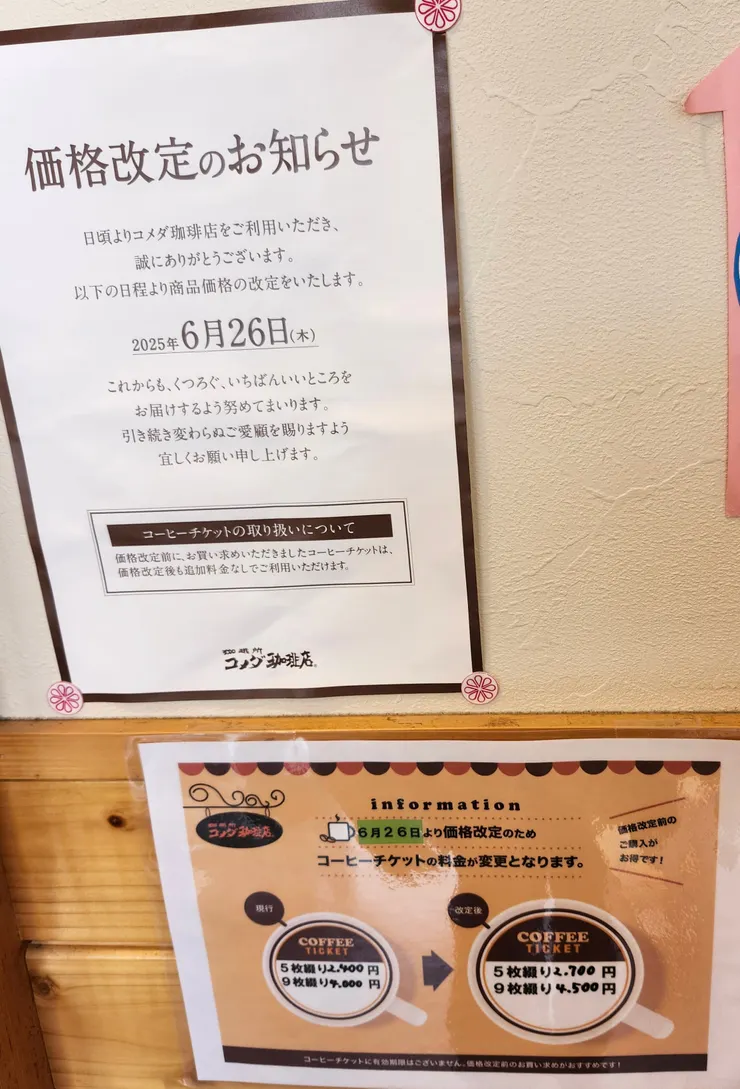 価格改定のお知らせ
日頃よりコメダ珈琲店をご利用いただき、
誠にありがとうございます。
以下の日程より商品価格の改定をいたします。
2025年6月26日(木)
これからも、くつろぐ、いちばんいいところを
お届けするよう努めてまいります。
引き続き変わらぬご愛顧を賜りますよう
宜しくお願い申し上げます。
コーヒーチケットの取り扱いについて
価格改定前に、お買い求めいただきましたコーヒーチケットは、
価格改定後も追加料金なしでご利用いただけます。
珈琲所
コメダ珈琲店®
information
6月26日より価格改定のため
コーヒーチケットの料金が変更となります。
価格改定前の
ご購入が
お得です!
珈琲所
コメダ珈琲店
現行
COFFEE
TICKET
5枚綴り2.400円
9枚綴り4.000円
改定後
COFFEE
TICKET
5枚綴り2.700円
9枚綴り4.500円
コーヒーチケットに有効期限はございません、価格改定前のお買い求めがおすすめです!